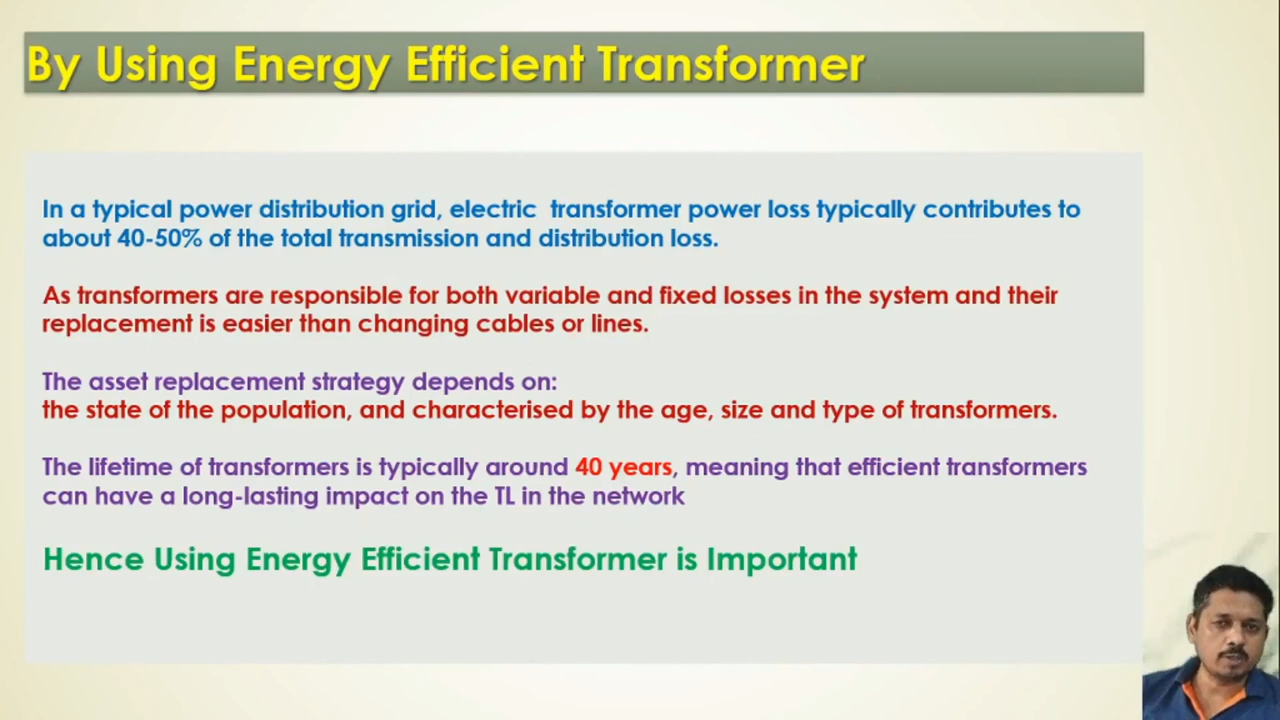 By Using Energy Efficient Transformer
In a typical power distribution grid, electric  transformer power loss typically contributes to
about 40-50% of the total transmission and distribution loss.
As transformers are responsible for both variable and fixed losses in the system and their
replacement is easier than changing cables or lines.
The asset replacement strategy depends on:
the state of the population, and characterised by the age, size and type of transformers.
The lifetime of transformers is typically around 40 years, meaning that efficient transformers
can have a long-lasting impact on the TL in the network
Hence Using Energy Efficient Transformer is Important